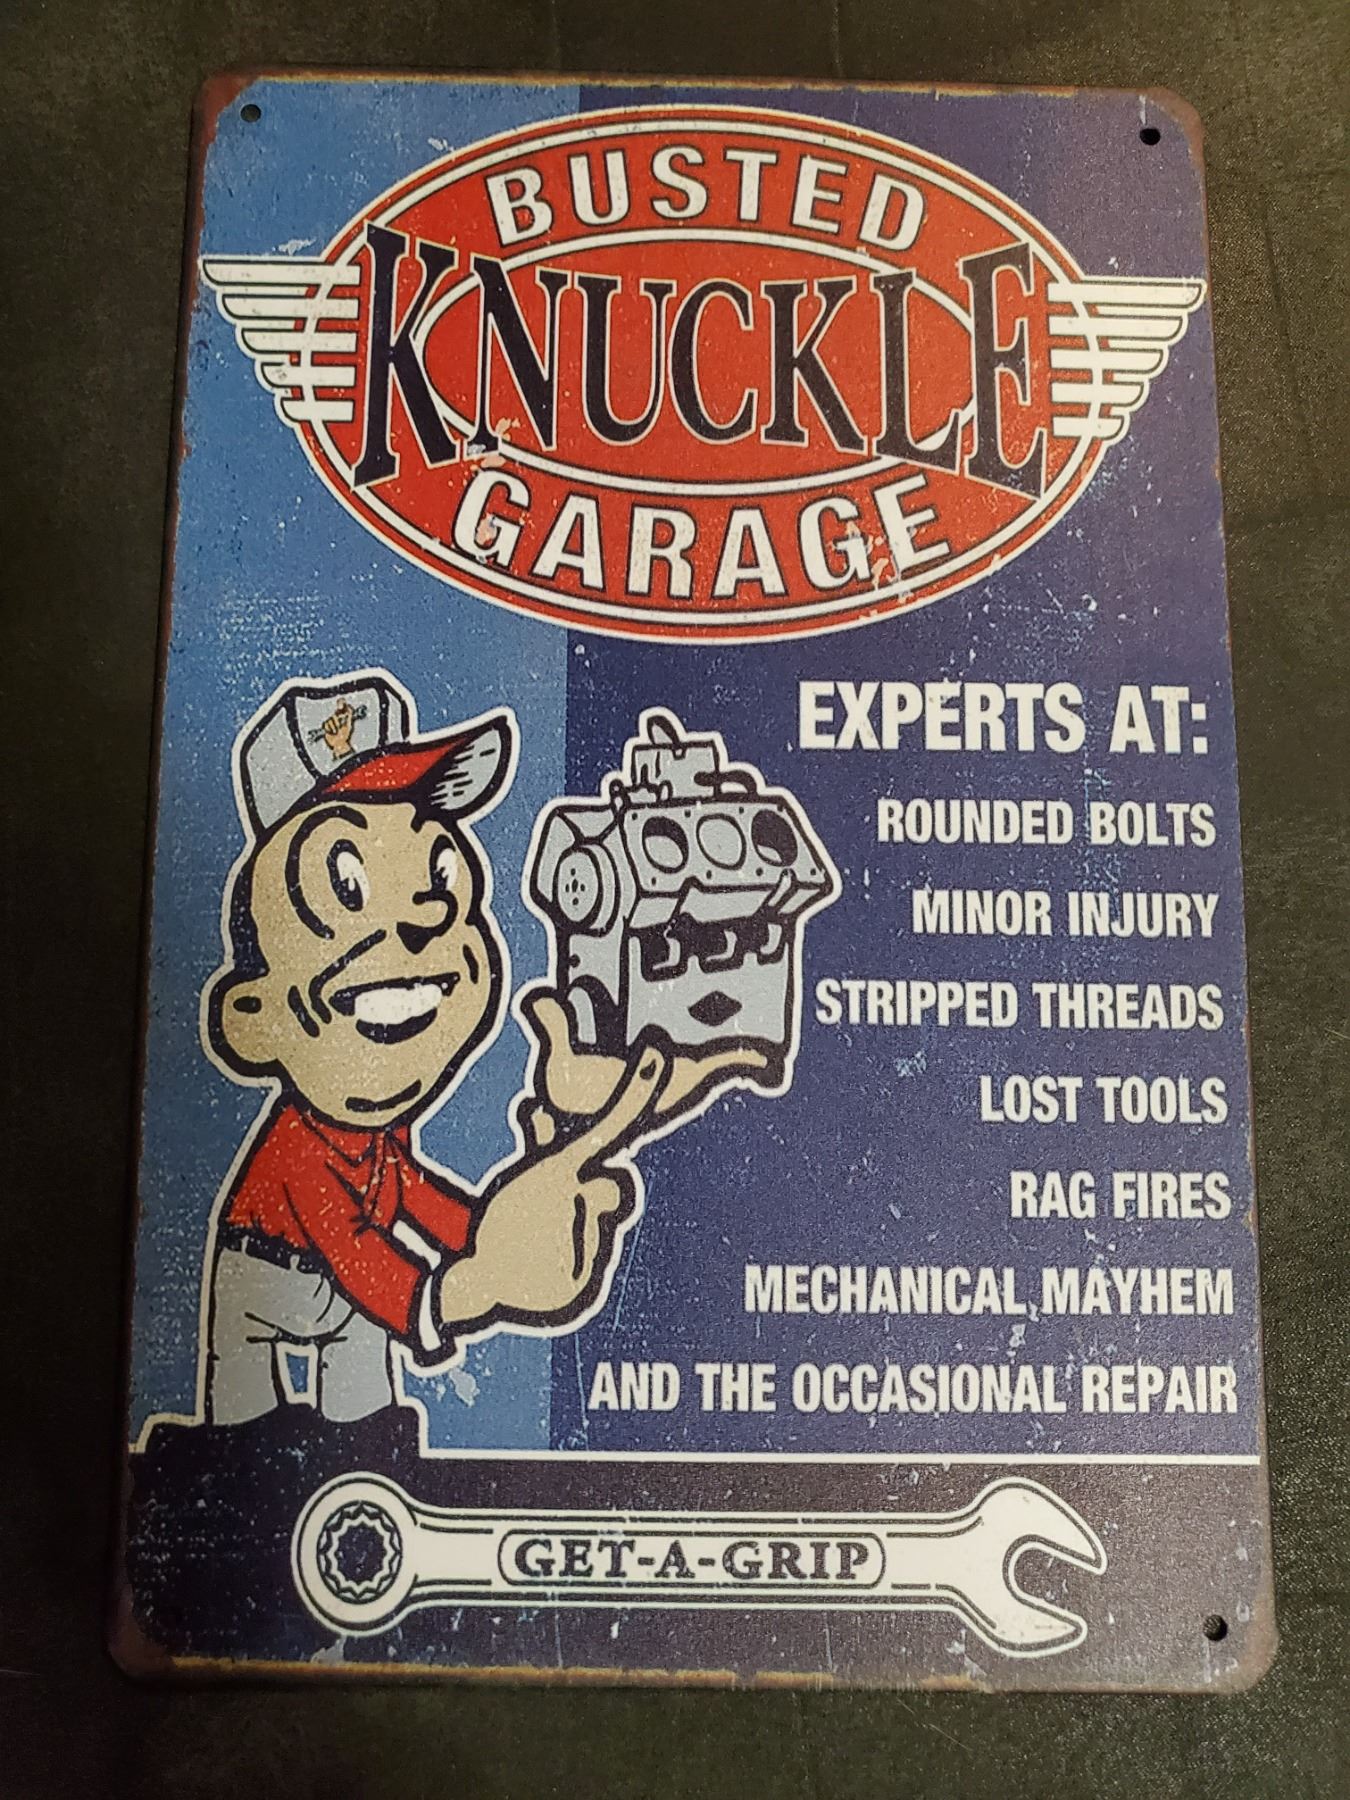 BUSTED
KNUCKLE
GARAGE
EXPERTS AT:
ROUNDED BOLTS
MINOR INJURY
STRIPPED THREADS
LOST TOOLS
RAG FIRES
MECHANICAL MAYHEM
AND THE OCCASIONAL REPAIR
GET-A-GRIP